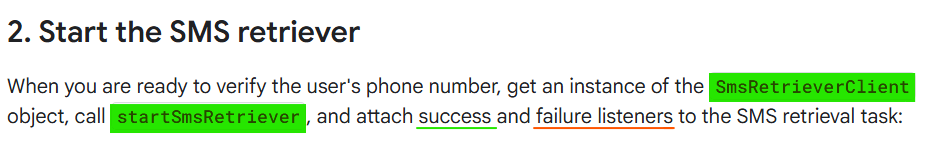 2. Start the SMS retriever
When you are ready to verify the user's phone number, get an instance of the SmsRetrieverClient
object, call startSmsRetriever, and attach success and failure listeners to the SMS retrieval task: